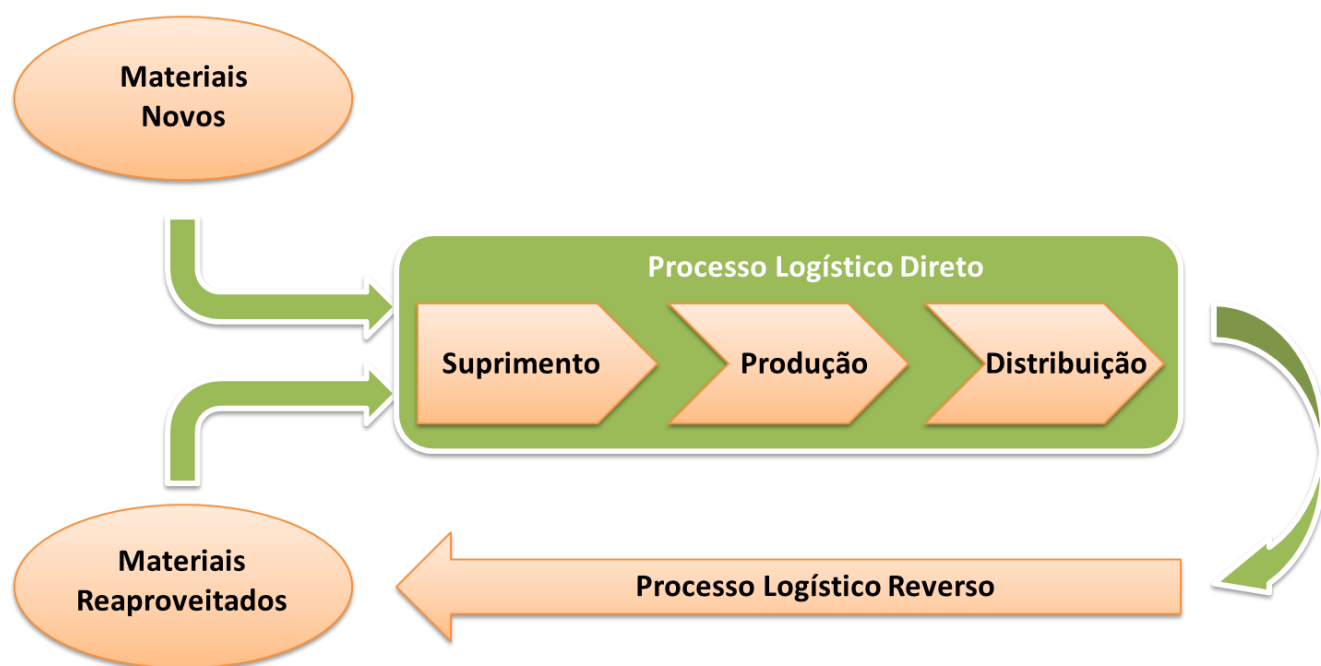 Materiais
Novos
Processo Logístico Direto
Suprimento
Produção
Distribuição
Materiais
Reaproveitados
Processo Logístico Reverso